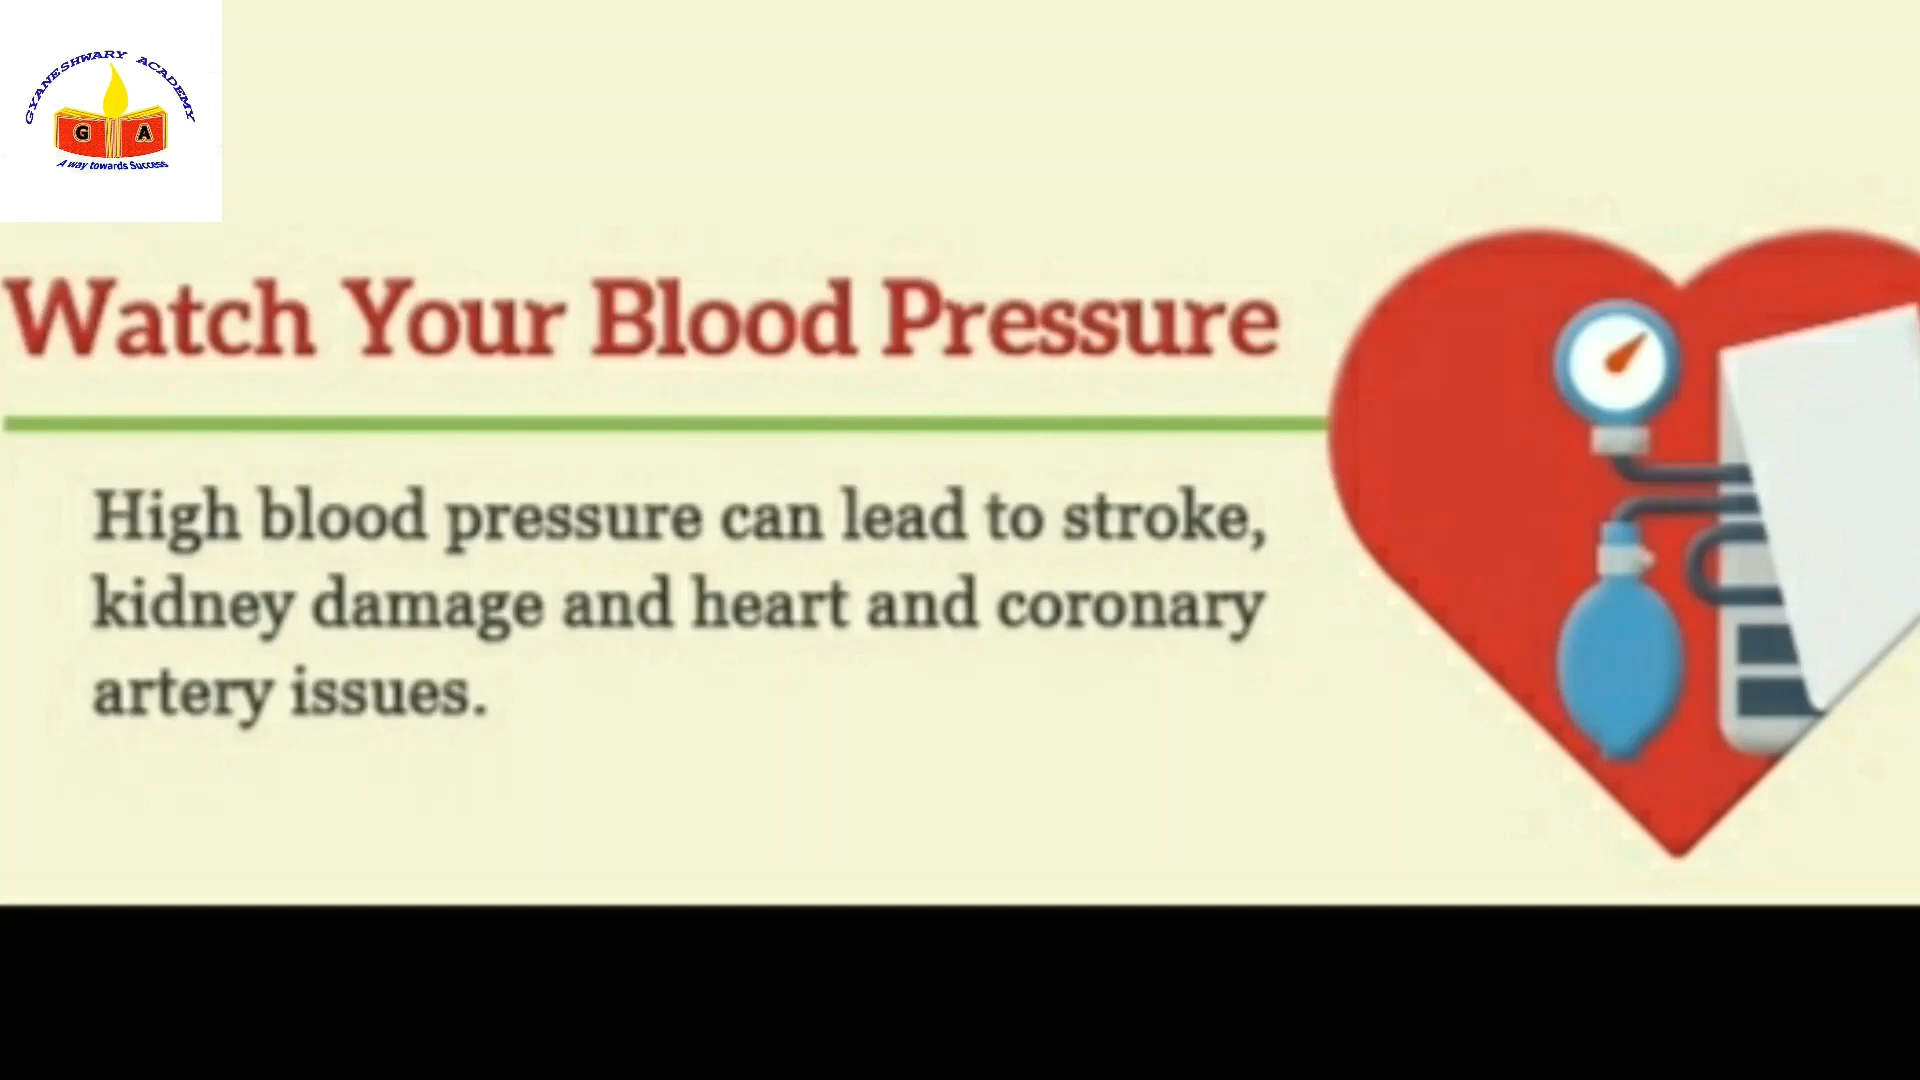 GYANESHWARY ACADEMY
G A
A way towards Success
Watch Your Blood Pressure
High blood pressure can lead to stroke,
kidney damage and heart and coronary
artery issues.